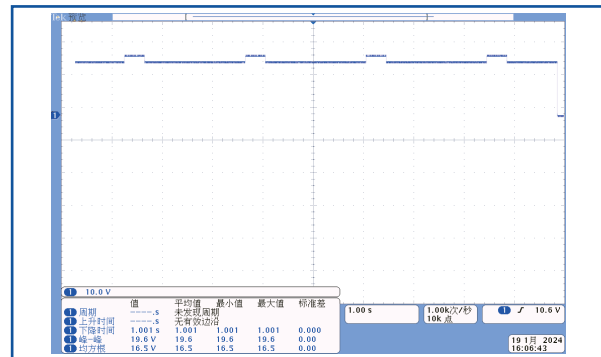 Tek 预览
1
1 10.0 V
值 平均值 最小值 最大值 标准差
1 周期 ----.s 未发现周期
1 上升时间 ----.s 无有效边沿
1 下降时间 1.001 s 1.001 1.001 1.001 0.000
1 峰-峰 19.6 V 19.6 19.6 19.6 0.00
1 均方根 16.5 V 16.5 16.5 16.5 0.00
1.00 s
1.00k次/秒
10k 点
1 10.6 V
19 1月 2024
16:06:43